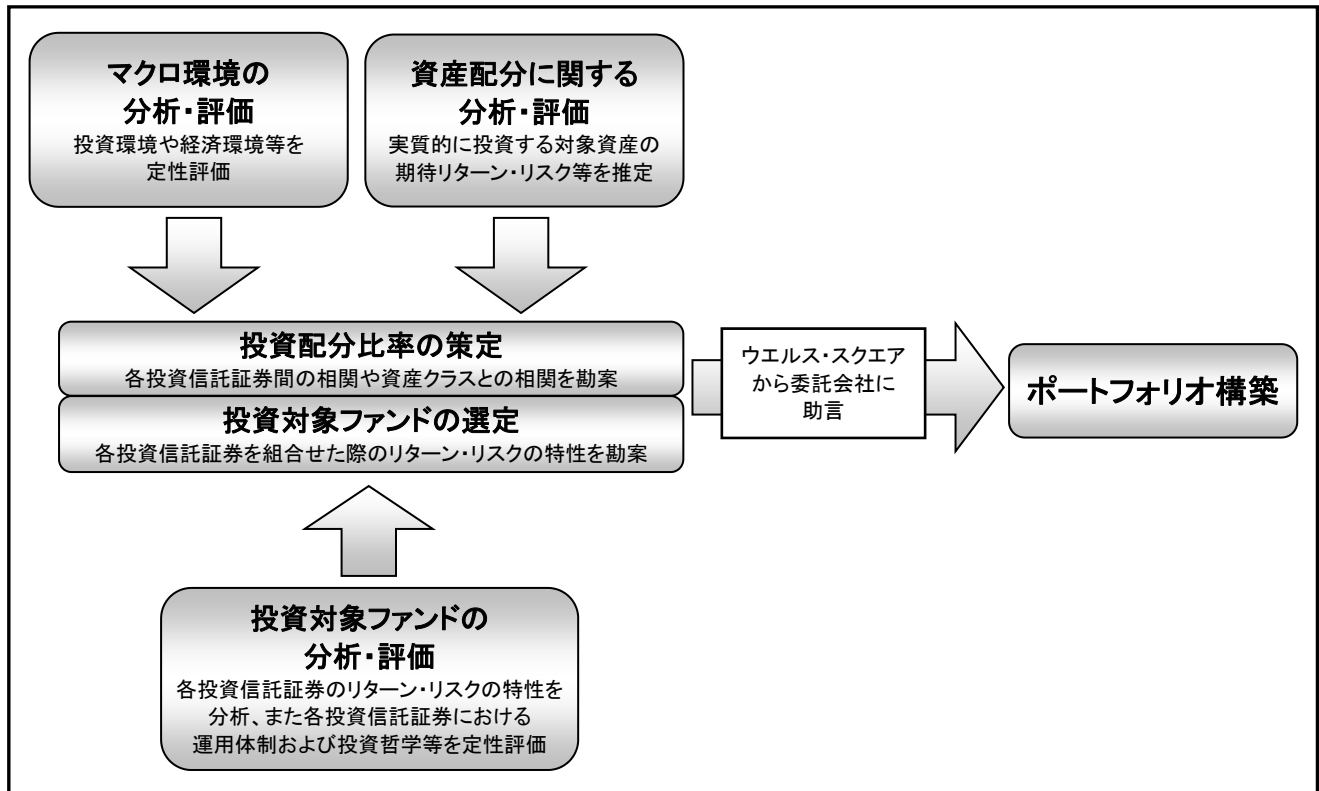 マクロ環境の
分析・評価
投資環境や経済環境等を
定性評価
資産配分に関する
分析・評価
実質的に投資する対象資産の
期待リターン・リスク等を推定
投資配分比率の策定
各投資信託証券間の相関や資産クラスとの相関を勘案
投資対象ファンドの選定
各投資信託証券を組合せた際のリターン・リスクの特性を勘案
ウエルス・スクエア
から委託会社に
助言
ポートフォリオ構築
投資対象ファンドの
分析・評価
各投資信託証券のリターン・リスクの特性を
分析、また各投資信託証券における
運用体制および投資哲学等を定性評価